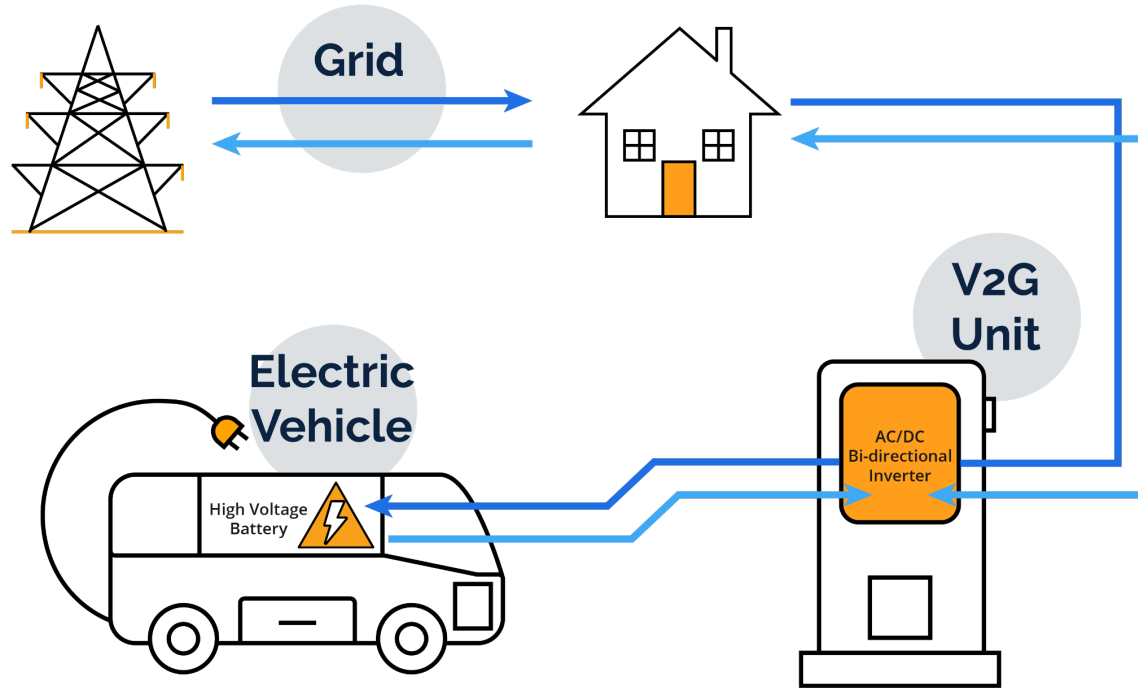 Grid
V2G
Unit
Electric
Vehicle
AC/DC
Bi-directional
Inverter
High Voltage
Battery